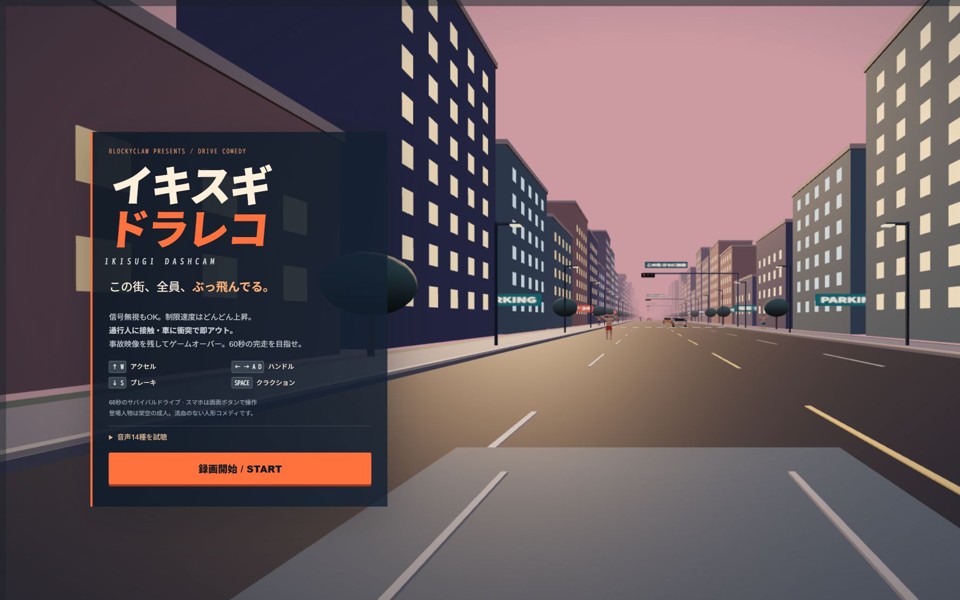 BLOCKYCLAW PRESENTS / DRIVE COMEDY
イキスギ
ドラレコ
IKISUGI DASHCAM
この街、全員、ぶっ飛んでる。
信号無視もOK。制限速度はどんどん上昇。
通行人に接触・車に衝突で即アウト。
事故映像を残してゲームオーバー。60秒の完走を目指せ。
↑ W アクセル
← → A D ハンドル
↓ S ブレーキ
SPACE クラクション
60秒のサバイバルドライブ · スマホは画面ボタンで操作
登場人物は架空の成人。流血のない人形コメディです。
▶ 音声14種を試聴
録画開始 / START
PARKING
PARKIN